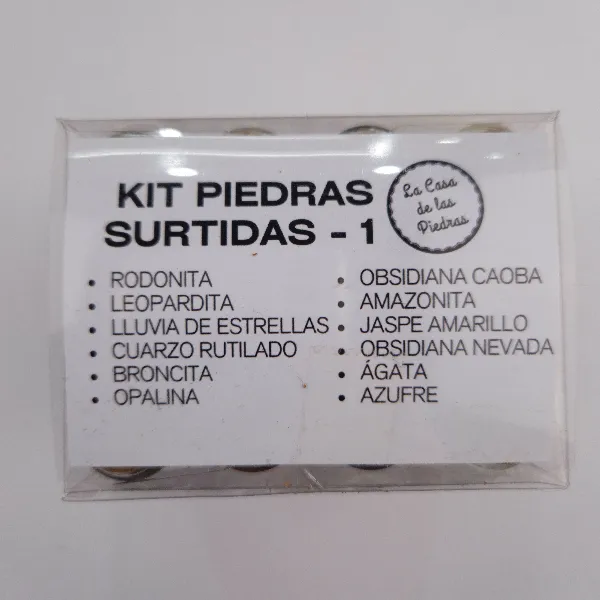 KIT PIEDRAS
SURTIDAS - 1
La Casa
de las
Piedras
• RODONITA
• LEOPARDITA
• LLUVIA DE ESTRELLAS
• CUARZO RUTILADO
• BRONCITA
• OPALINA
• OBSIDIANA CAOBA
• AMAZONITA
• JASPE AMARILLO
• OBSIDIANA NEVADA
• ÁGATA
• AZUFRE